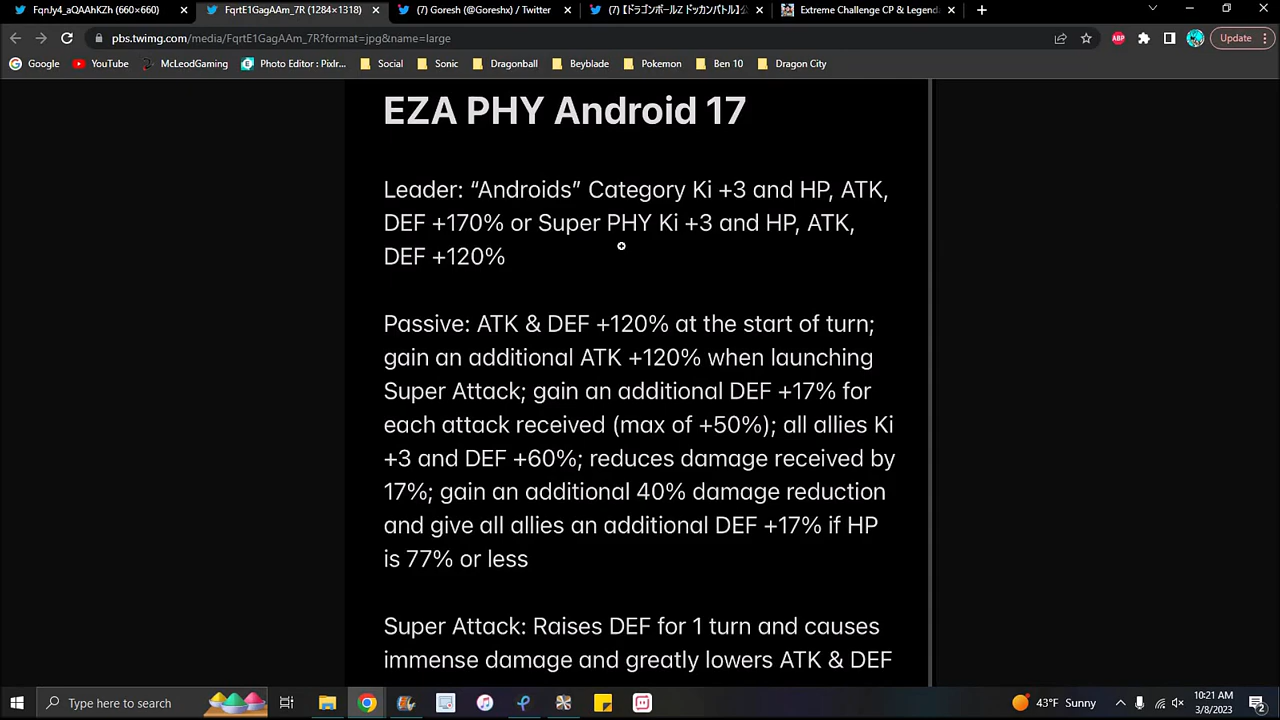 FqnJy4_aQAAhKZh (660×660)
FqrtE1GagAAm_7R (1284×1318)
(7) Goresh (@Goreshx) / Twitter
(7) 【ドラゴンボールZ ドッカンバトル】公
Extreme Challenge CP & Legend
pbs.twimg.com/media/FqrtE1GagAAm_7R?format=jpg&name=large
ABP
Update
Google
YouTube
McLeodGaming
Photo Editor : Pixlr...
Social
Sonic
Dragonball
Beyblade
Pokemon
Ben 10
Dragon City
EZA PHY Android 17
Leader: “Androids” Category Ki +3 and HP, ATK,
DEF +170% or Super PHY Ki +3 and HP, ATK,
DEF +120%
Passive: ATK & DEF +120% at the start of turn;
gain an additional ATK +120% when launching
Super Attack; gain an additional DEF +17% for
each attack received (max of +50%); all allies Ki
+3 and DEF +60%; reduces damage received by
17%; gain an additional 40% damage reduction
and give all allies an additional DEF +17% if HP
is 77% or less
Super Attack: Raises DEF for 1 turn and causes
immense damage and greatly lowers ATK & DEF
Type here to search
43°F Sunny
10:21 AM
3/8/2023
2